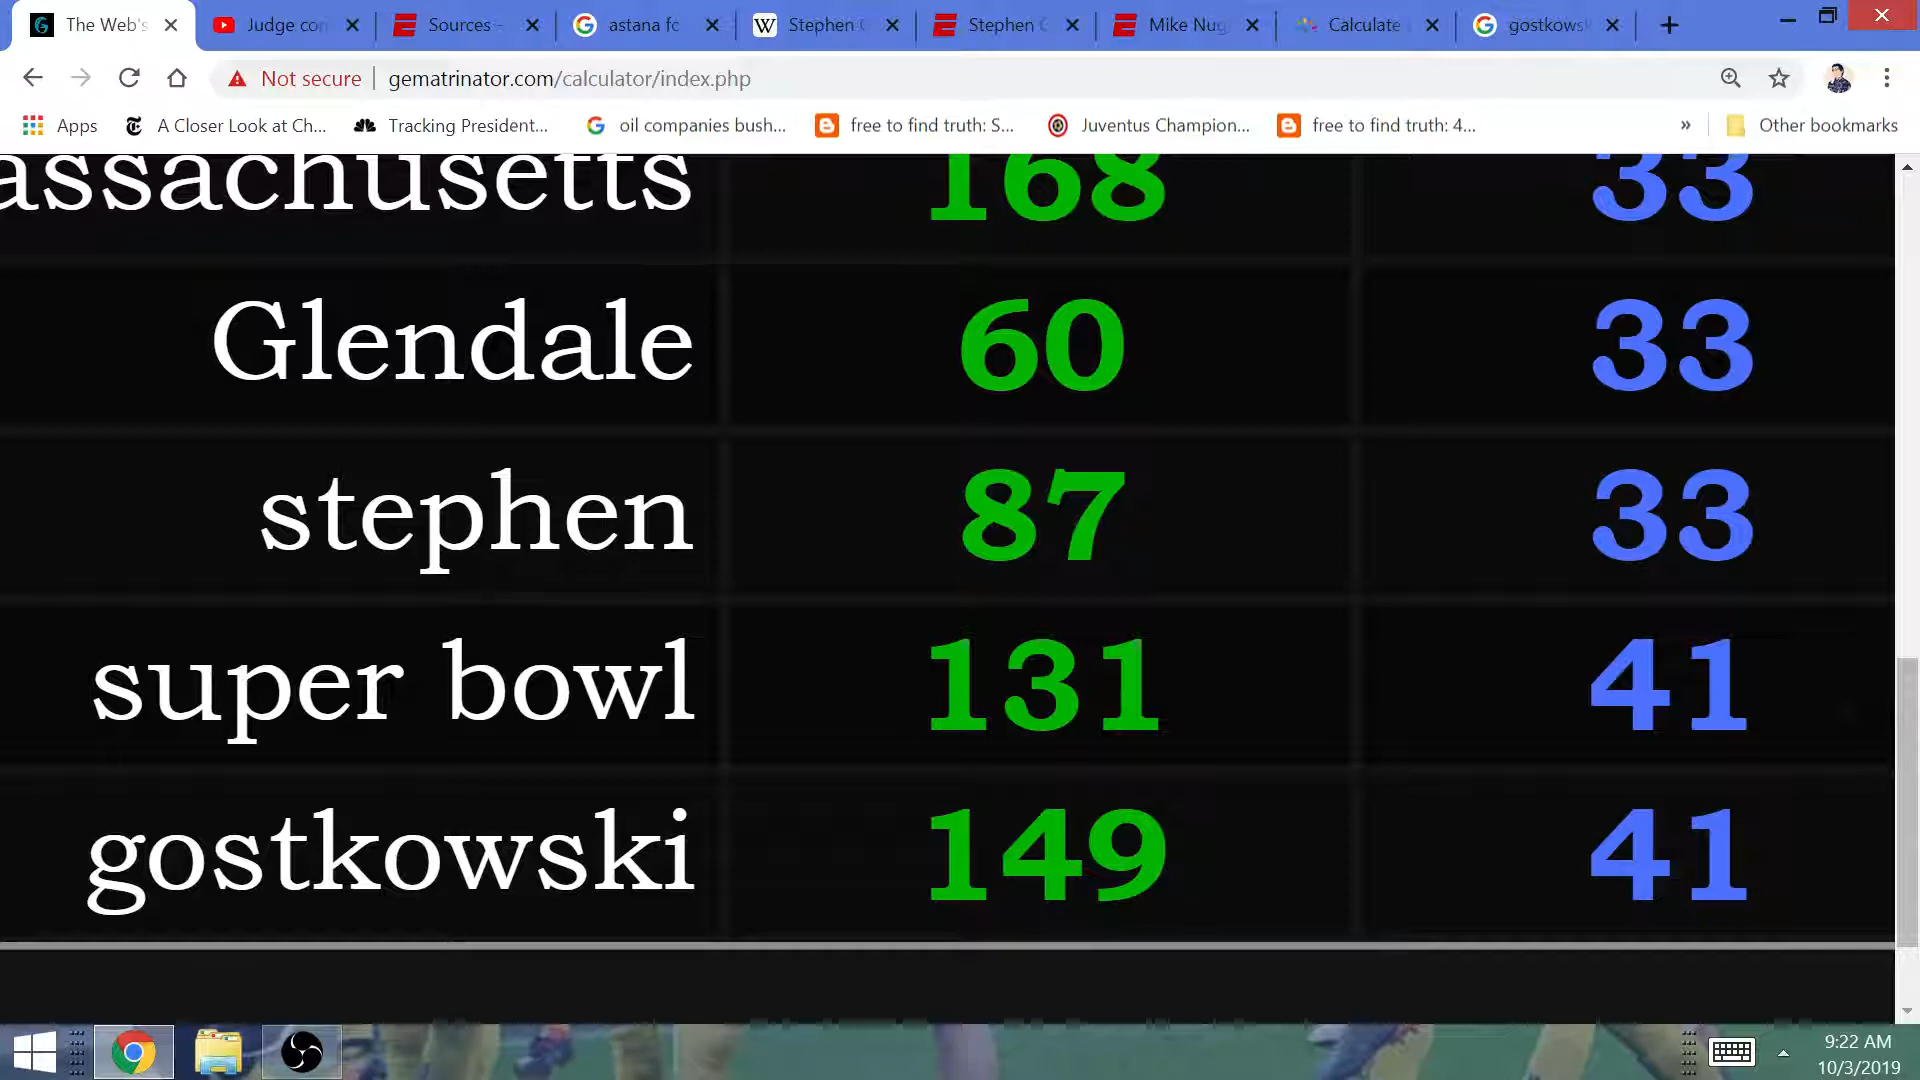 The Web's
Judge con
Sources -
astana fc
Stephen G
Stephen G
Mike Nug
Calculate
gostkowsk
Not secure
gematrinator.com/calculator/index.php
Apps
A Closer Look at Ch...
Tracking President...
oil companies bush...
free to find truth: S...
Juventus Champion...
free to find truth: 4...
»
Other bookmarks
assachusetts 168 33
Glendale 60 33
stephen 87 33
super bowl 131 41
gostkowski 149 41
9:22 AM
10/3/2019